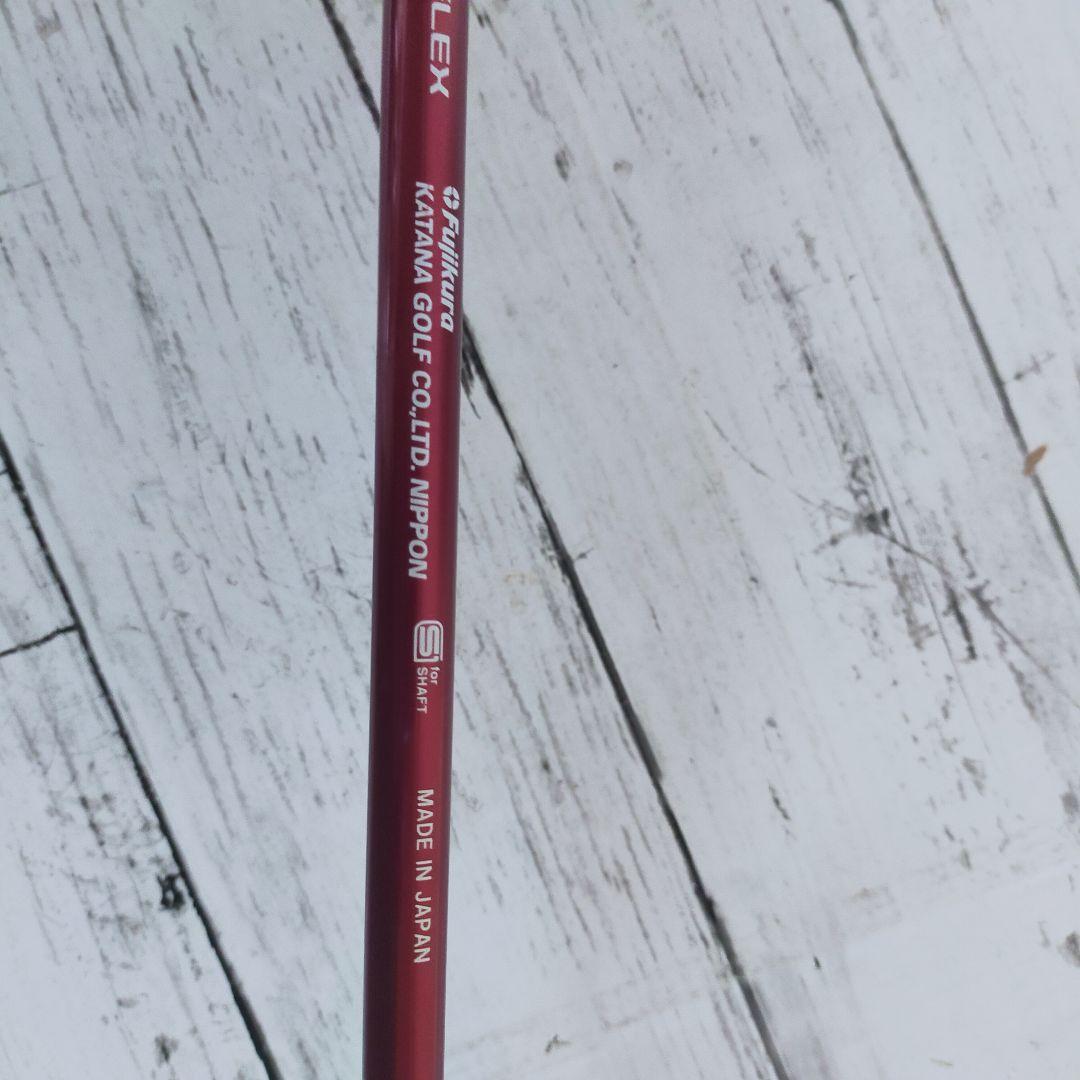 FLEX
Fujikura
KATANA GOLF CO.,LTD. NIPPON
S for
SHAFT
MADE IN JAPAN